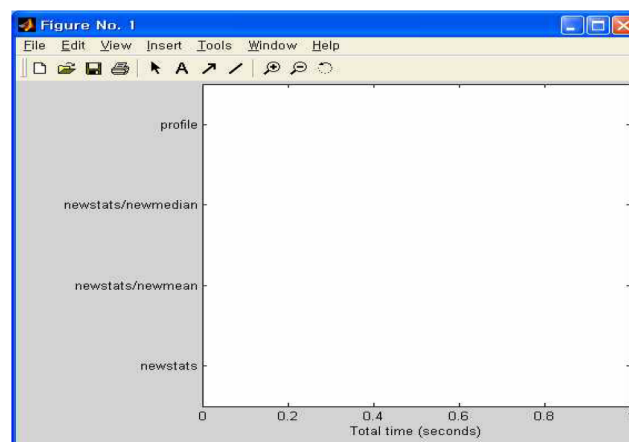 Figure No. 1
File Edit View Insert Tools Window Help
A
profile
newstats/newmedian
newstats/newmean
newstats
0 0.2 0.4 0.6 0.8
Total time (seconds)